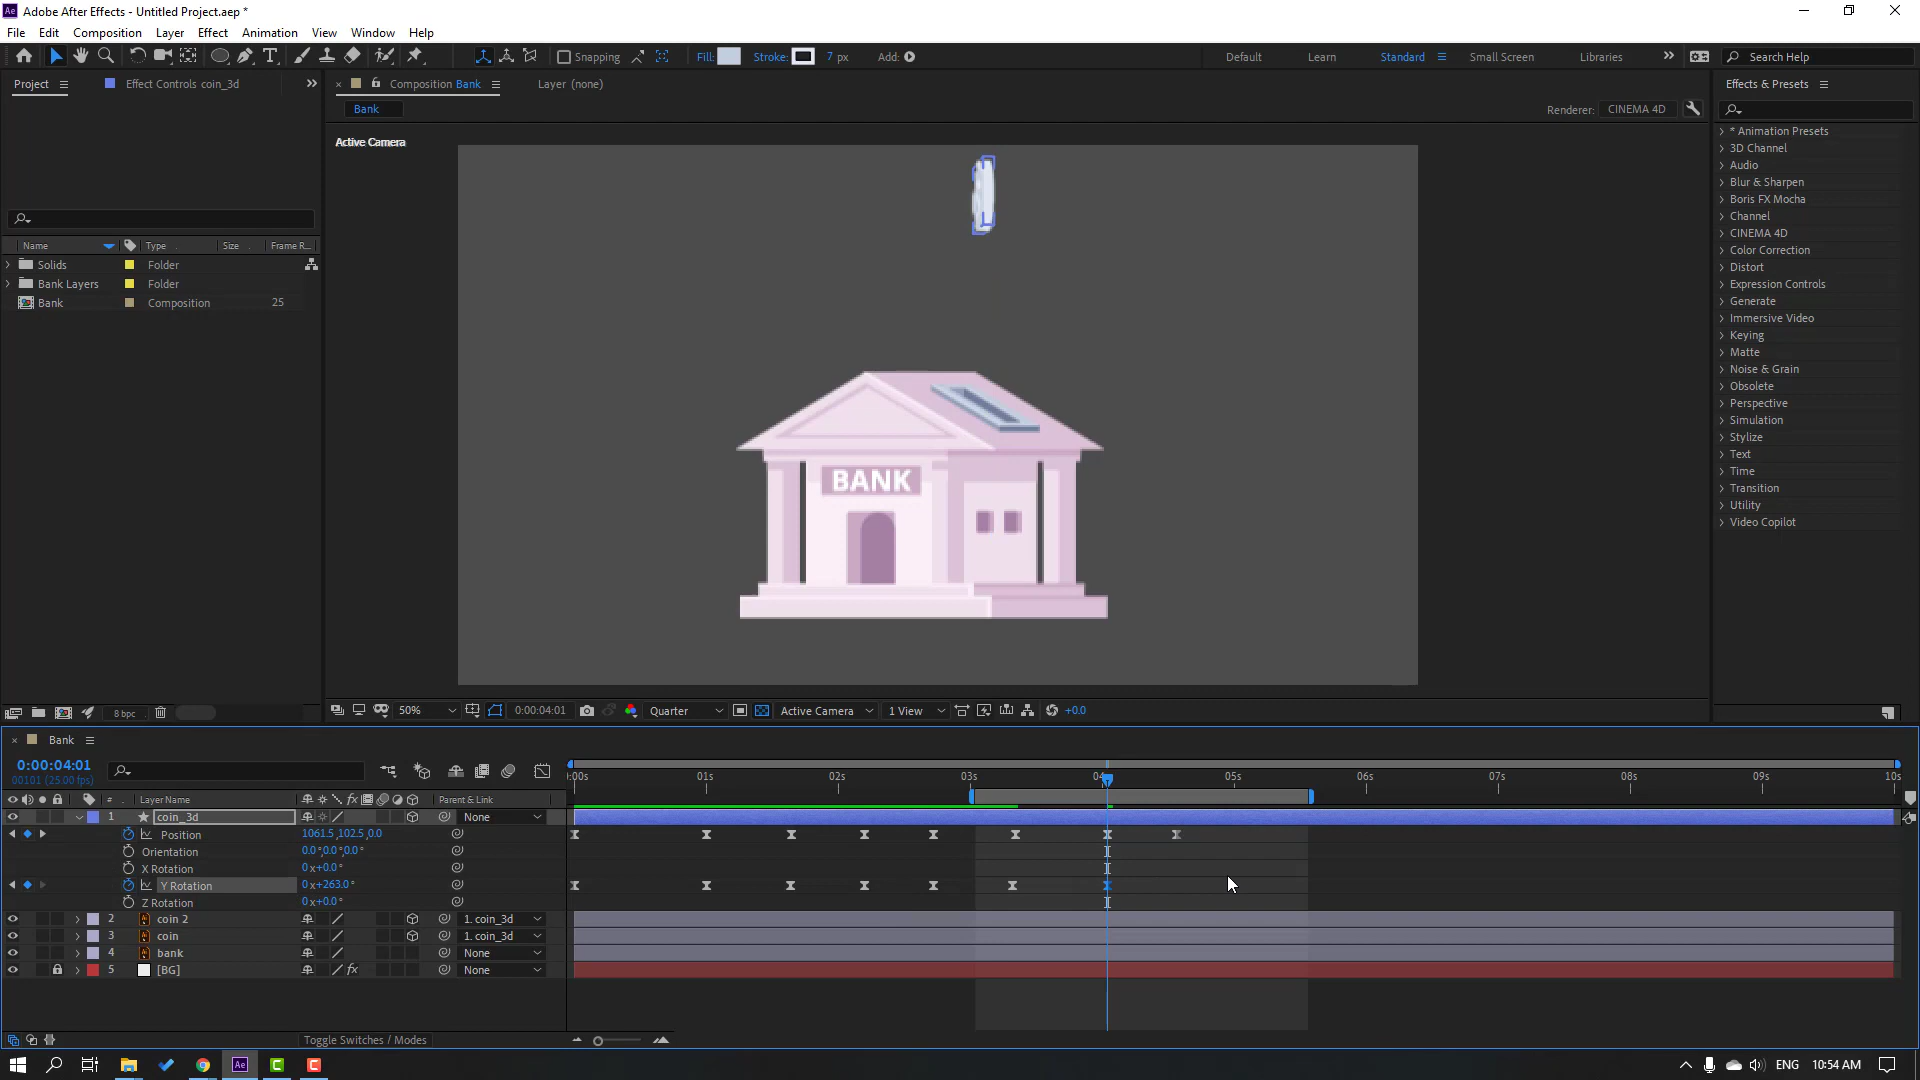 Adobe After Effects - Untitled Project.aep *
File Edit Composition Layer Effect Animation View Window Help
Snapping Fill: Stroke: 7 px Add: Default Learn Standard Small Screen Libraries Search Help
Project Effect Controls coin_3d
Composition Bank Layer (none)
Effects & Presets
Bank
Renderer: CINEMA 4D
Active Camera
Name Type Size Frame R...
Solids Folder
Bank Layers Folder
Bank Composition 25
* Animation Presets
3D Channel
Audio
Blur & Sharpen
Boris FX Mocha
Channel
CINEMA 4D
Color Correction
Distort
Expression Controls
Generate
Immersive Video
Keying
Matte
Noise & Grain
Obsolete
Perspective
Simulation
Stylize
Text
Time
Transition
Utility
Video Copilot
BANK
8 bpc
50% 0:00:04:01 Quarter Active Camera 1 View +0.0
Bank
0:00:04:01
00101 (25.00 fps)
:00s 01s 02s 03s 04 05s 06s 07s 08s 09s 10s
# Layer Name Parent & Link
1 coin_3d None
Position 1061.5,102.5,0.0
Orientation 0.0°,0.0°,0.0°
X Rotation 0x+0.0°
Y Rotation 0x+263.0°
Z Rotation 0x+0.0°
2 coin 2 1. coin_3d
3 coin 1. coin_3d
4 bank None
5 [BG] None
Toggle Switches / Modes
ENG 10:54 AM